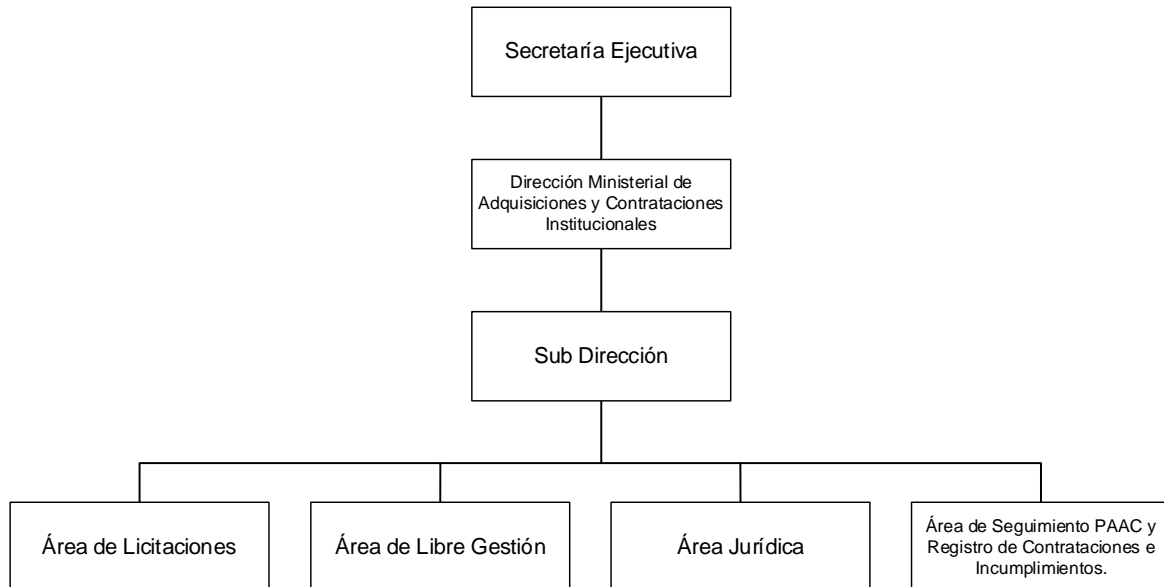 Secretaría Ejecutiva
Dirección Ministerial de
Adquisiciones y Contrataciones
Institucionales
Sub Dirección
Área de Licitaciones
Área de Libre Gestión
Área Jurídica
Área de Seguimiento PAAC y
Registro de Contrataciones e
Incumplimientos.